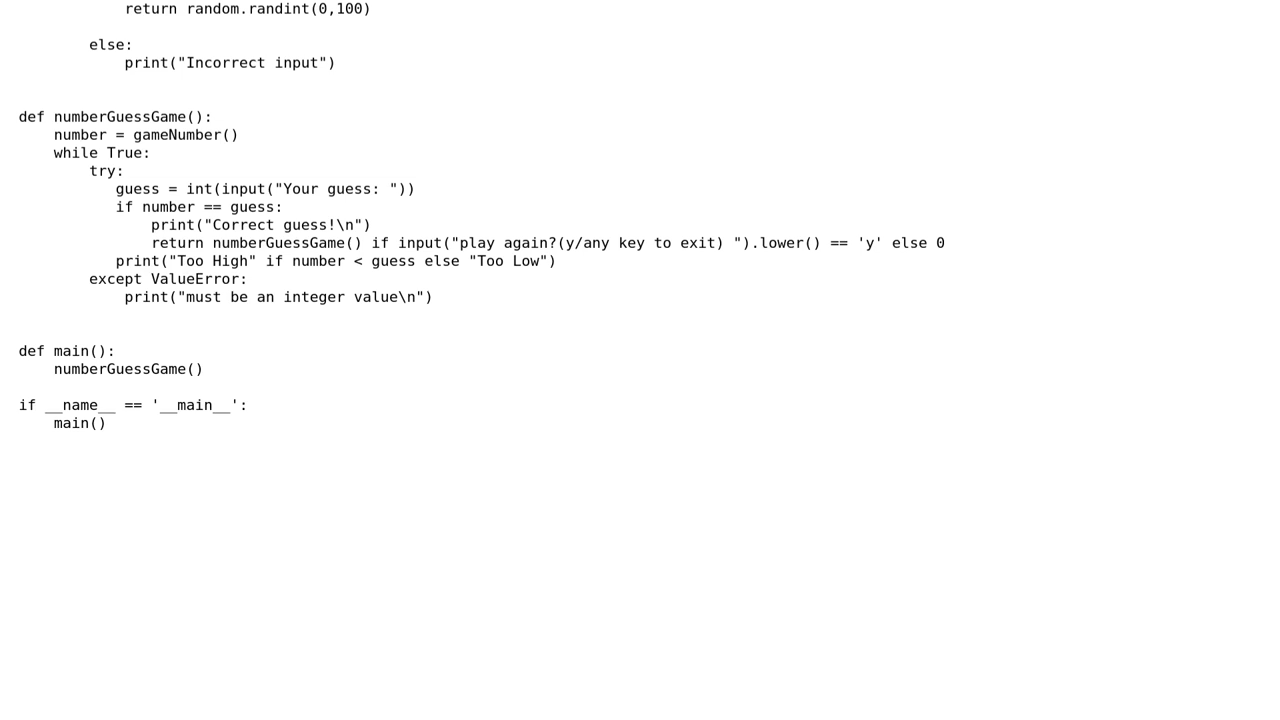 return random.randint(0,100)

        else:
            print("Incorrect input")


def numberGuessGame():
    number = gameNumber()
    while True:
        try:
           guess = int(input("Your guess: "))
           if number == guess:
               print("Correct guess!\n")
               return numberGuessGame() if input("play again?(y/any key to exit) ").lower() == 'y' else 0
           print("Too High" if number < guess else "Too Low")
        except ValueError:
            print("must be an integer value\n")


def main():
    numberGuessGame()

if __name__ == '__main__':
    main()